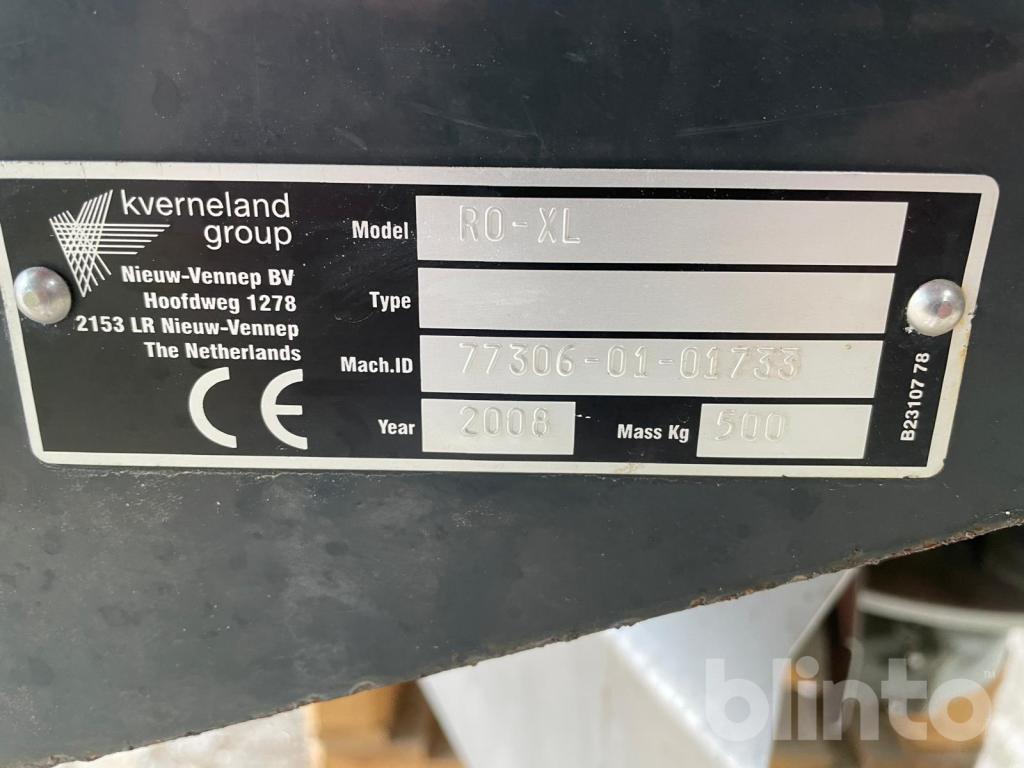 kverneland
group
Nieuw-Vennep BV
Hoofdweg 1278
2153 LR Nieuw-Vennep
The Netherlands
CE
Model RO-XL
Type
Mach.ID 77306-01-01733
Year 2008 Mass Kg 500
B23107 78
blinto™